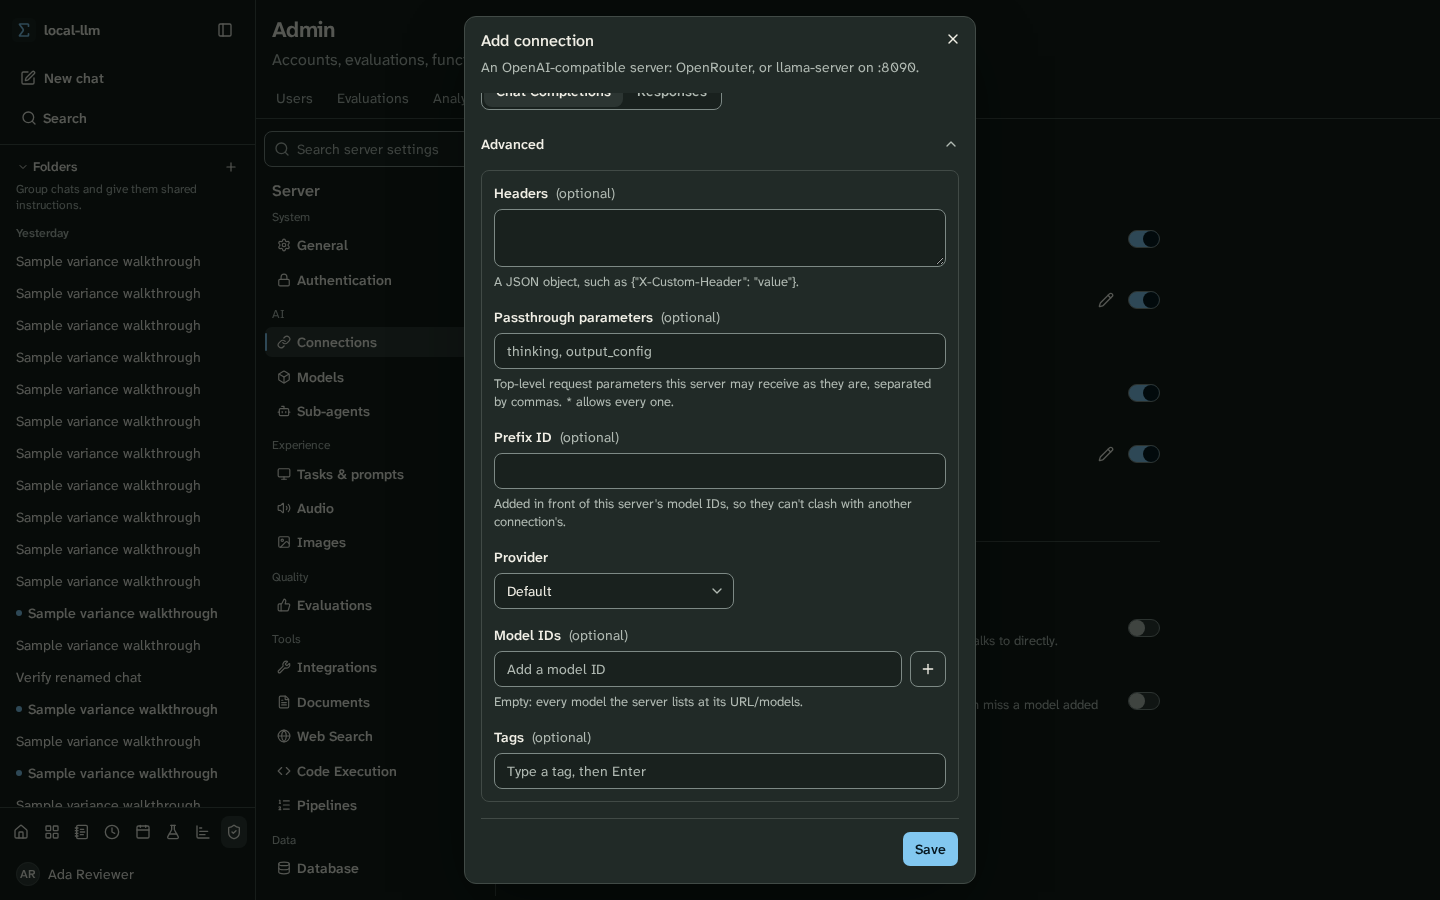 local-llm
New chat
Search
Folders
Group chats and give them shared
instructions.
Yesterday
Sample variance walkthrough
Sample variance walkthrough
Sample variance walkthrough
Sample variance walkthrough
Sample variance walkthrough
Sample variance walkthrough
Sample variance walkthrough
Sample variance walkthrough
Sample variance walkthrough
Sample variance walkthrough
Sample variance walkthrough
Sample variance walkthrough
Sample variance walkthrough
Verify renamed chat
Sample variance walkthrough
Sample variance walkthrough
Sample variance walkthrough
Sample variance walkthrough
AR
Ada Reviewer
Admin
Accounts, evaluations, func
Users
Evaluations
Analy
Search server settings
Server
System
General
Authentication
AI
Connections
Models
Sub-agents
Experience
Tasks & prompts
Audio
Images
Quality
Evaluations
Tools
Integrations
Documents
Web Search
Code Execution
Pipelines
Data
Database
Add connection
An OpenAI-compatible server: OpenRouter, or llama-server on :8090.
Chat Completions
Responses
Advanced
Headers (optional)
A JSON object, such as {"X-Custom-Header": "value"}.
Passthrough parameters (optional)
thinking, output_config
Top-level request parameters this server may receive as they are, separated
by commas. * allows every one.
Prefix ID (optional)
Added in front of this server's model IDs, so they can't clash with another
connection's.
Provider
Default
Model IDs (optional)
Add a model ID
Empty: every model the server lists at its URL/models.
Tags (optional)
Type a tag, then Enter
Save
alks to directly.
miss a model added